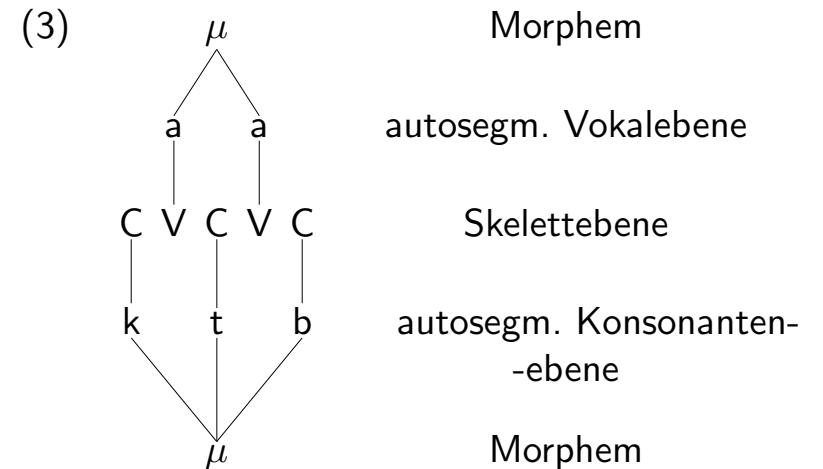 (3) μ Morphem
a a autosegm. Vokalebene
C V C V C Skelettebene
k t b autosegm. Konsonanten-
-ebene
μ Morphem